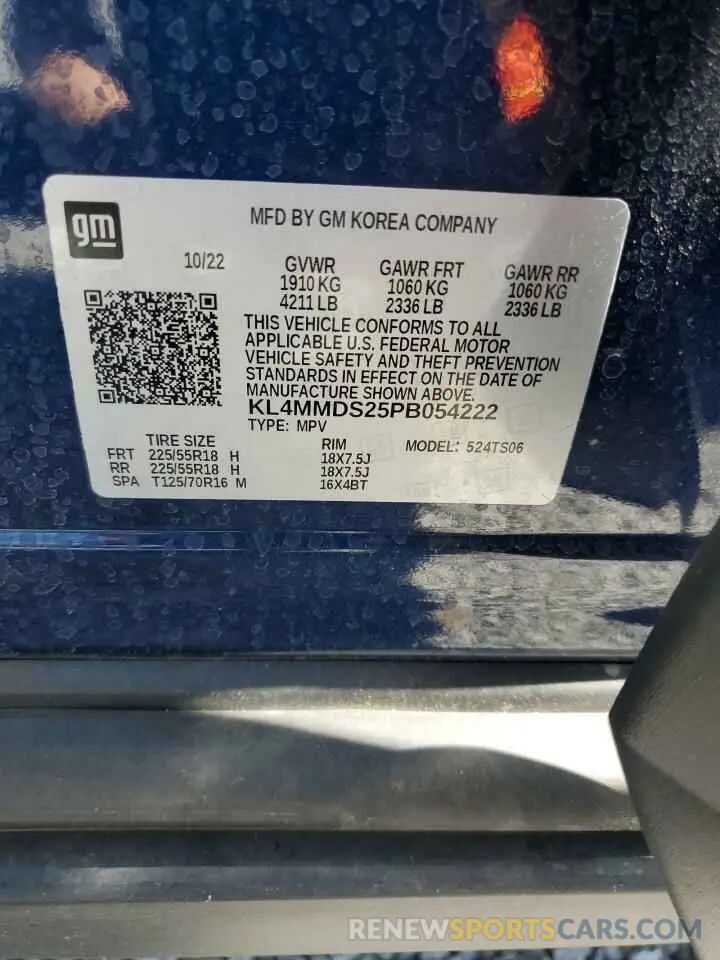 gm
MFD BY GM KOREA COMPANY
10/22 GVWR GAWR FRT GAWR RR
1910 KG 1060 KG 1060 KG
4211 LB 2336 LB 2336 LB
THIS VEHICLE CONFORMS TO ALL
APPLICABLE U.S. FEDERAL MOTOR
VEHICLE SAFETY AND THEFT PREVENTION
STANDARDS IN EFFECT ON THE DATE OF
MANUFACTURE SHOWN ABOVE.
KL4MMDS25PB054222
TYPE: MPV
TIRE SIZE RIM MODEL: 524TS06
FRT 225/55R18 H 18X7.5J
RR 225/55R18 H 18X7.5J
SPA T125/70R16 M 16X4BT
RENEWSPORTSCARS.COM